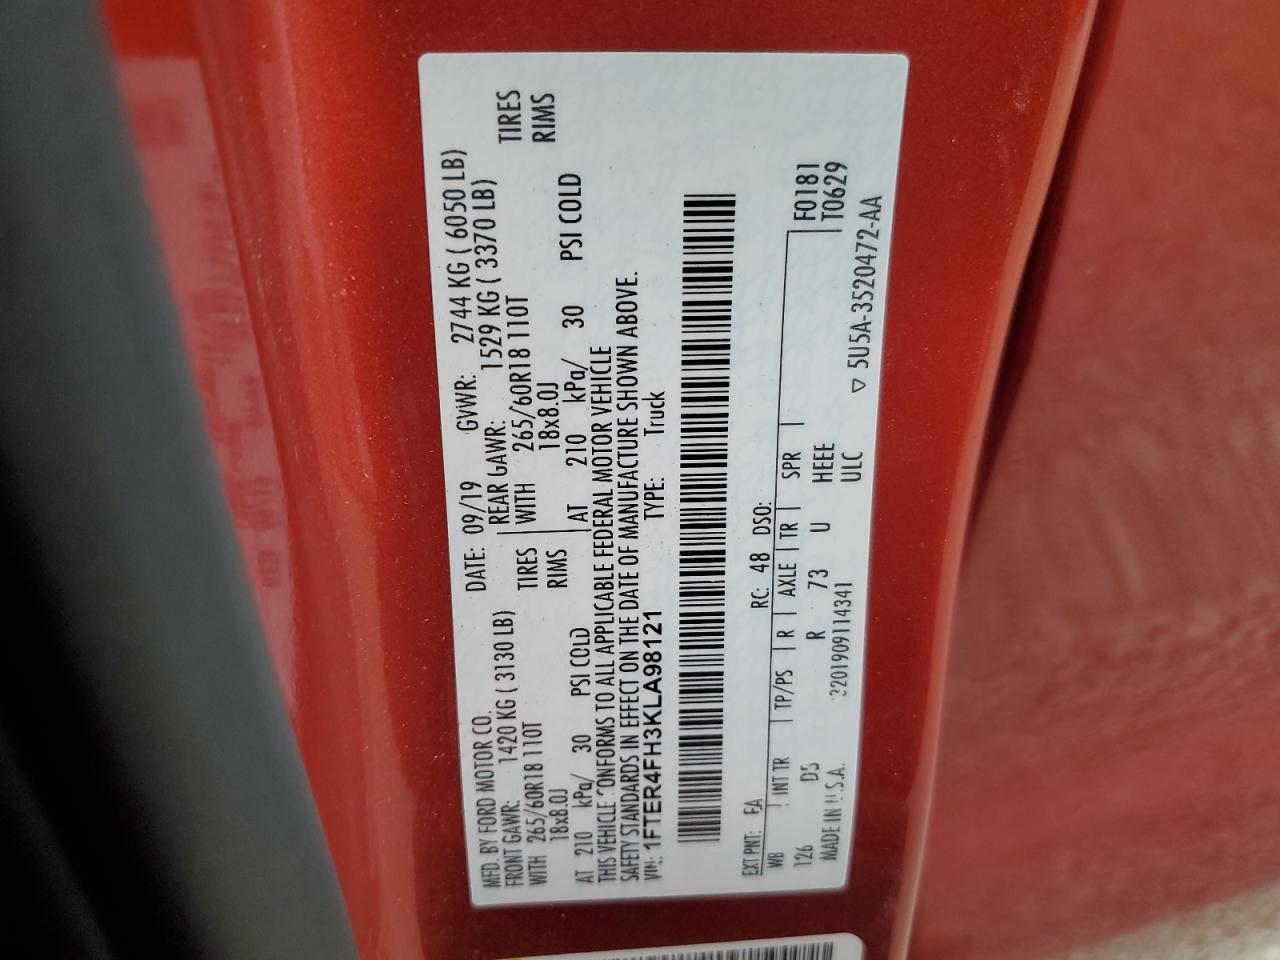 MFD. BY FORD MOTOR CO. DATE: 09/19 GVWR: 2744 KG ( 6050 LB)
FRONT GAWR: 1420 KG ( 3130 LB) REAR GAWR: 1529 KG ( 3370 LB)
WITH 265/60R18 110T TIRES WITH 265/60R18 110T TIRES
18x8.0J RIMS 18x8.0J RIMS
AT 210 kPa/ 30 PSI COLD AT 210 kPa/ 30 PSI COLD
THIS VEHICLE CONFORMS TO ALL APPLICABLE FEDERAL MOTOR VEHICLE
SAFETY STANDARDS IN EFFECT ON THE DATE OF MANUFACTURE SHOWN ABOVE.
VIN: 1FTER4FH3KLA98121 TYPE: Truck
EXT PNT: RC: 48 DSO:
WB INT TR TP/PS R AXLE TR SPR F0181
126 D5 R 73 U HEEE T0629
ULC
MADE IN U.S.A. 3201909114341 5U5A-3520472-AA